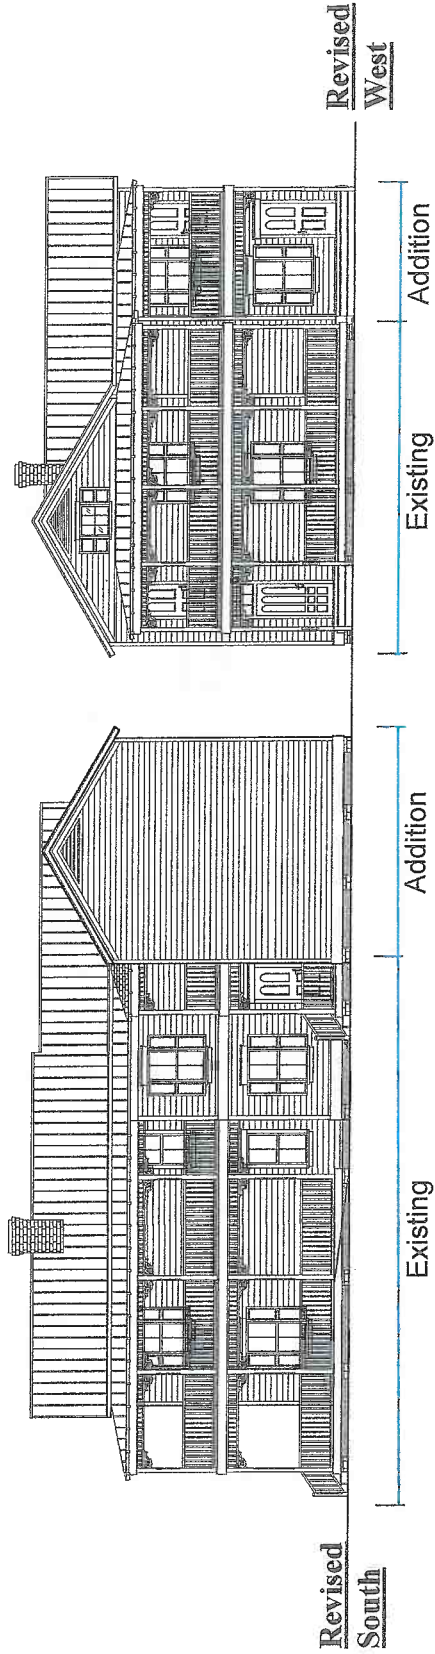 Revised
South
Existing
Addition
Existing
Addition
Revised
West